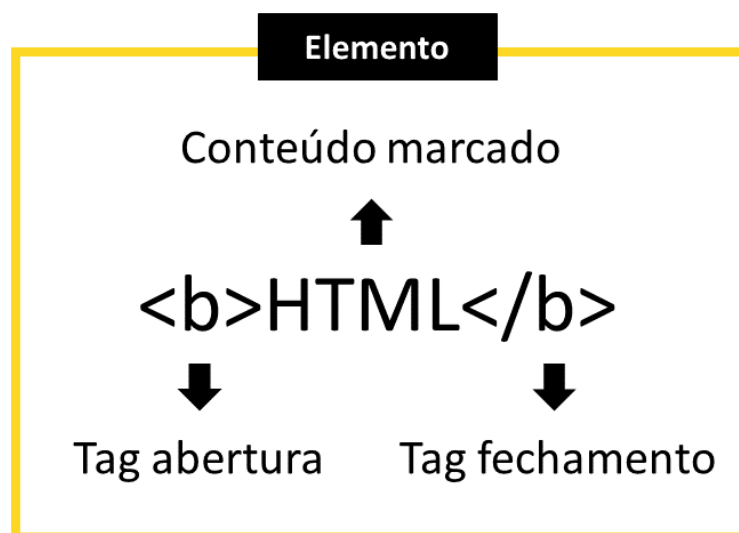 Elemento
Conteúdo marcado
<b>HTML</b>
Tag abertura
Tag fechamento